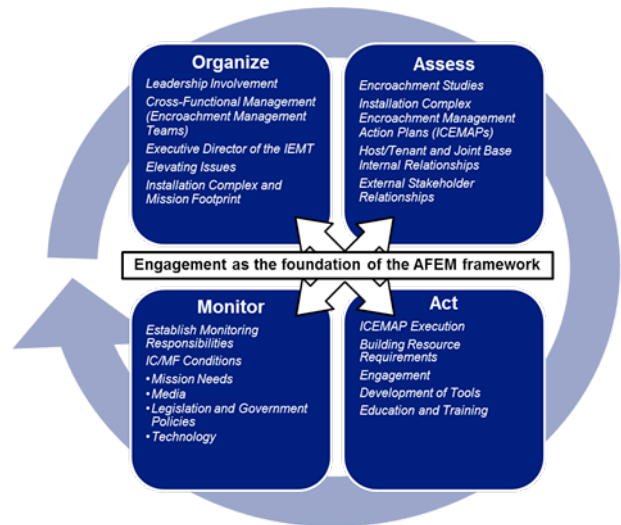 Organize
Leadership Involvement
Cross-Functional Management
(Encroachment Management
Teams)
Executive Director of the IEMT
Elevating Issues
Installation Complex and
Mission Footprint
Assess
Encroachment Studies
Installation Complex
Encroachment Management
Action Plans (ICEMAPs)
Host/Tenant and Joint Base
Internal Relationships
External Stakeholder
Relationships
Engagement as the foundation of the AFEM framework
Monitor
Establish Monitoring
Responsibilities
IC/MF Conditions
• Mission Needs
• Media
• Legislation and Government
Policies
• Technology
Act
ICEMAP Execution
Building Resource
Requirements
Engagement
Development of Tools
Education and Training